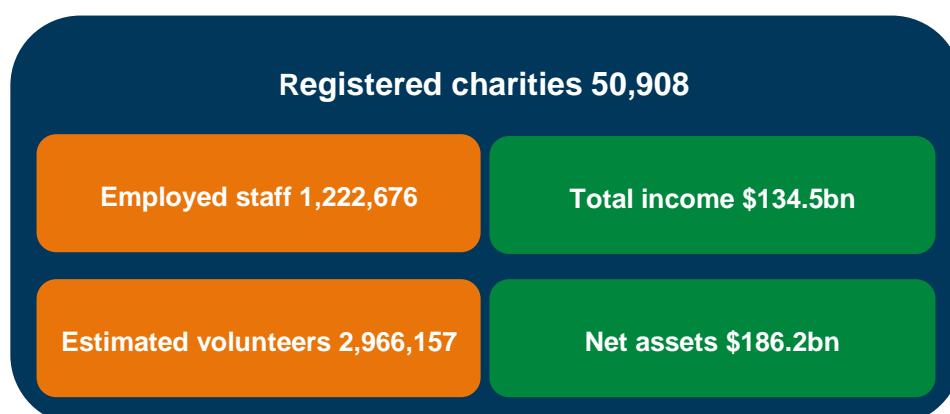 Registered charities 50,908
Employed staff 1,222,676
Total income $134.5bn
Estimated volunteers 2,966,157
Net assets $186.2bn